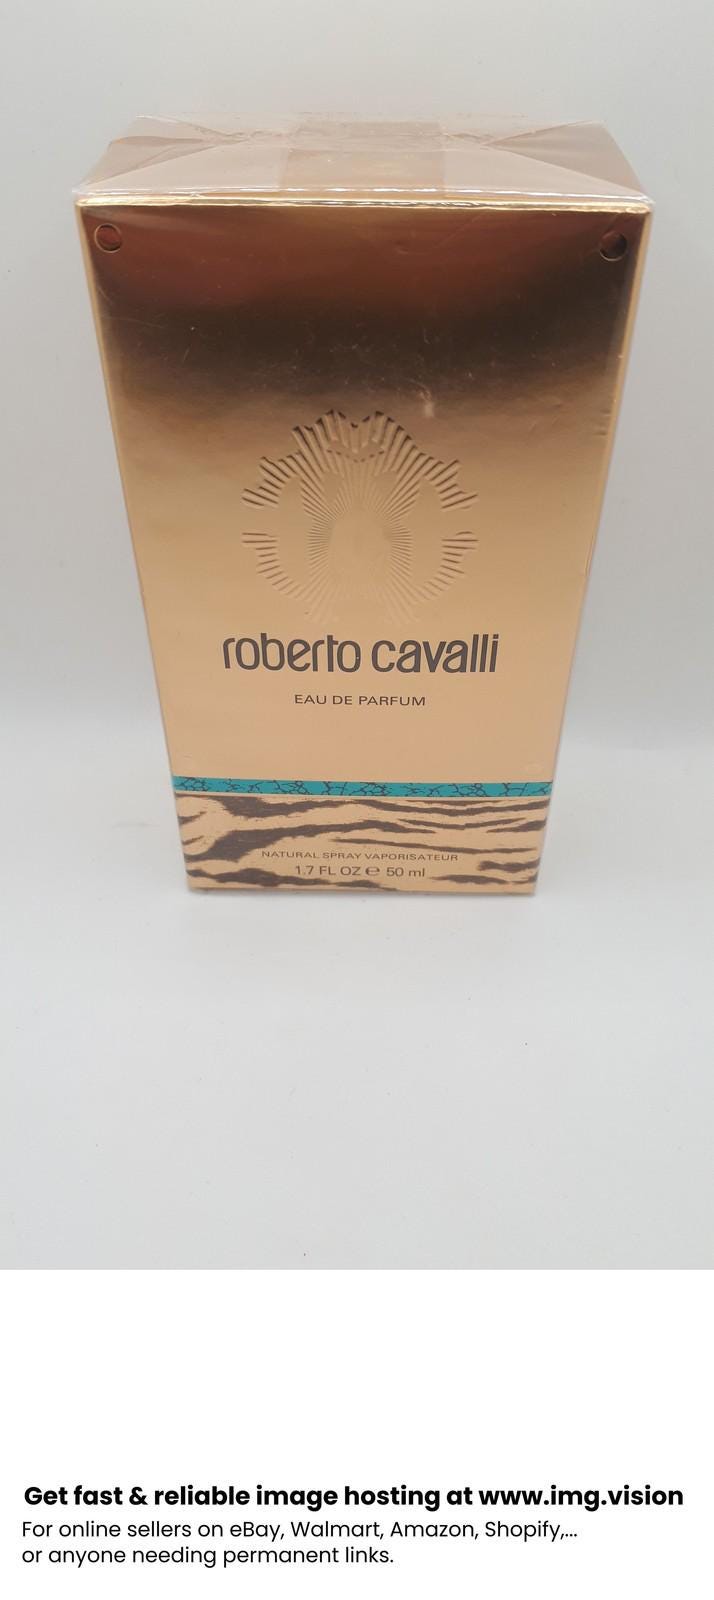 roberto cavalli
EAU DE PARFUM
NATURAL SPRAY VAPORISATEUR
1.7 FL OZ ℮ 50 ml
Get fast & reliable image hosting at www.img.vision
For online sellers on eBay, Walmart, Amazon, Shopify,...
or anyone needing permanent links.